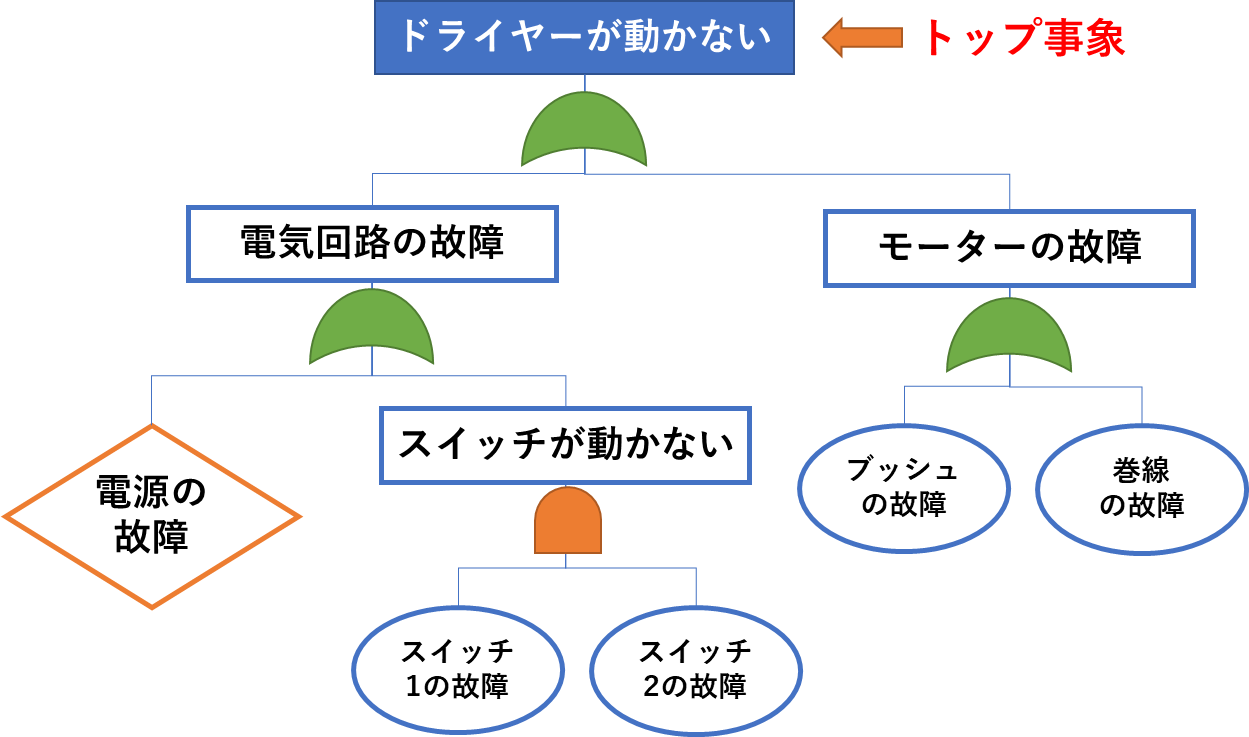 ドライヤーが動かない
トップ事象
電気回路の故障
モーターの故障
スイッチが動かない
電源の
故障
ブッシュ
の故障
巻線
の故障
スイッチ
1の故障
スイッチ
2の故障